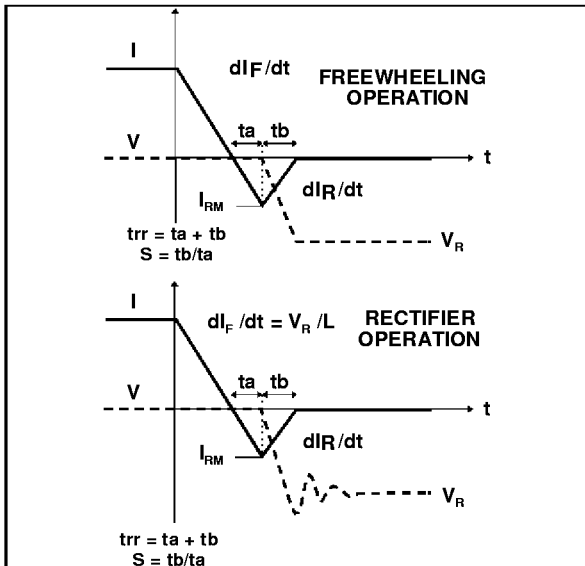 I
dIF/dt
FREEWHEELING
OPERATION
ta tb
V
t
IRM
dIR/dt
trr = ta + tb
S = tb/ta
VR
I
dIF/dt = VR/L
RECTIFIER
OPERATION
ta tb
V
t
dIR/dt
IRM
VR
trr = ta + tb
S = tb/ta